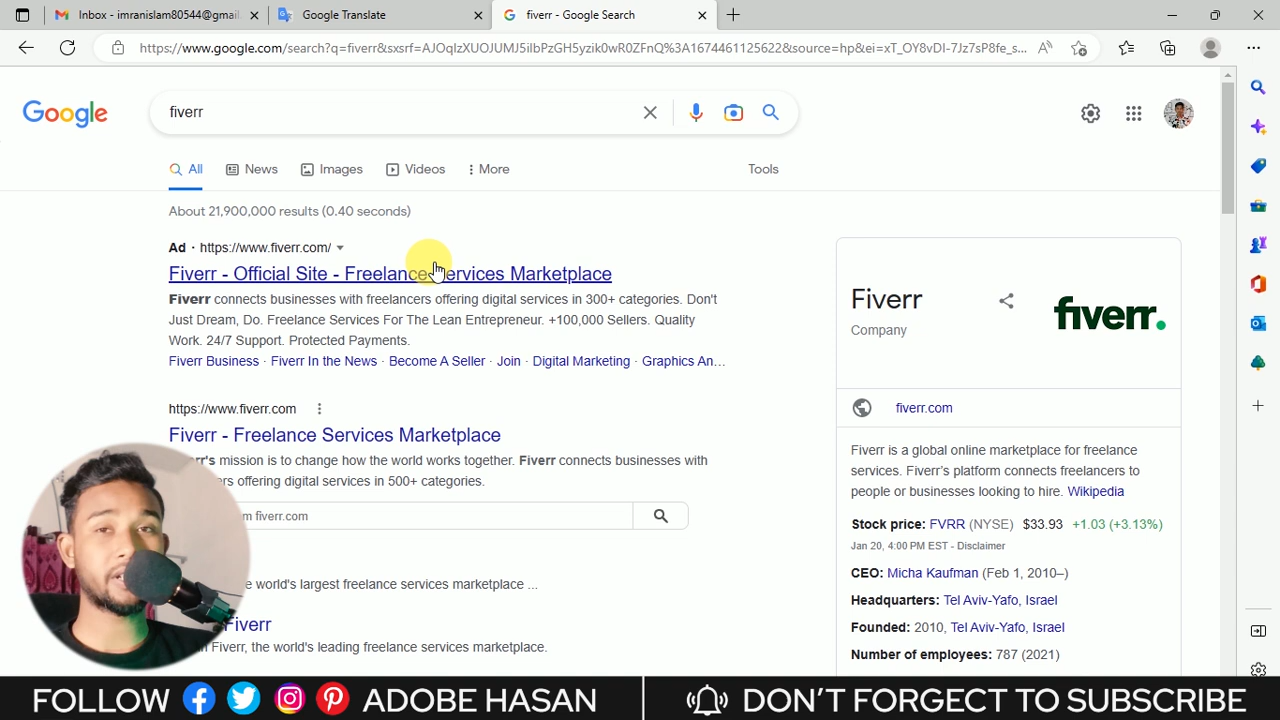 Inbox - imranislam80544@gmail.
Google Translate
fiverr - Google Search
https://www.google.com/search?q=fiverr&sxsrf=AJOqlzXUOJUMJ5ilbPzGH5yzik0wR0ZFnQ%3A1674461125622&source=hp&ei=xT_OY8vDI-7Jz7sP8fe_s...
Google
fiverr
All
News
Images
Videos
More
Tools
About 21,900,000 results (0.40 seconds)
Ad · https://www.fiverr.com/
Fiverr - Official Site - Freelance Services Marketplace
Fiverr connects businesses with freelancers offering digital services in 300+ categories. Don't
Just Dream, Do. Freelance Services For The Lean Entrepreneur. +100,000 Sellers. Quality
Work. 24/7 Support. Protected Payments.
Fiverr Business · Fiverr In the News · Become A Seller · Join · Digital Marketing · Graphics An...
https://www.fiverr.com
Fiverr - Freelance Services Marketplace
mission is to change how the world works together. Fiverr connects businesses with
offering digital services in 500+ categories.
fiverr.com
world's largest freelance services marketplace ...
Fiverr
Fiverr, the world's leading freelance services marketplace.
Fiverr
Company
fiverr.
fiverr.com
Fiverr is a global online marketplace for freelance
services. Fiverr's platform connects freelancers to
people or businesses looking to hire. Wikipedia
Stock price: FVRR (NYSE) $33.93 +1.03 (+3.13%)
Jan 20, 4:00 PM EST - Disclaimer
CEO: Micha Kaufman (Feb 1, 2010–)
Headquarters: Tel Aviv-Yafo, Israel
Founded: 2010, Tel Aviv-Yafo, Israel
Number of employees: 787 (2021)
FOLLOW ADOBE HASAN
DON'T FORGECT TO SUBSCRIBE